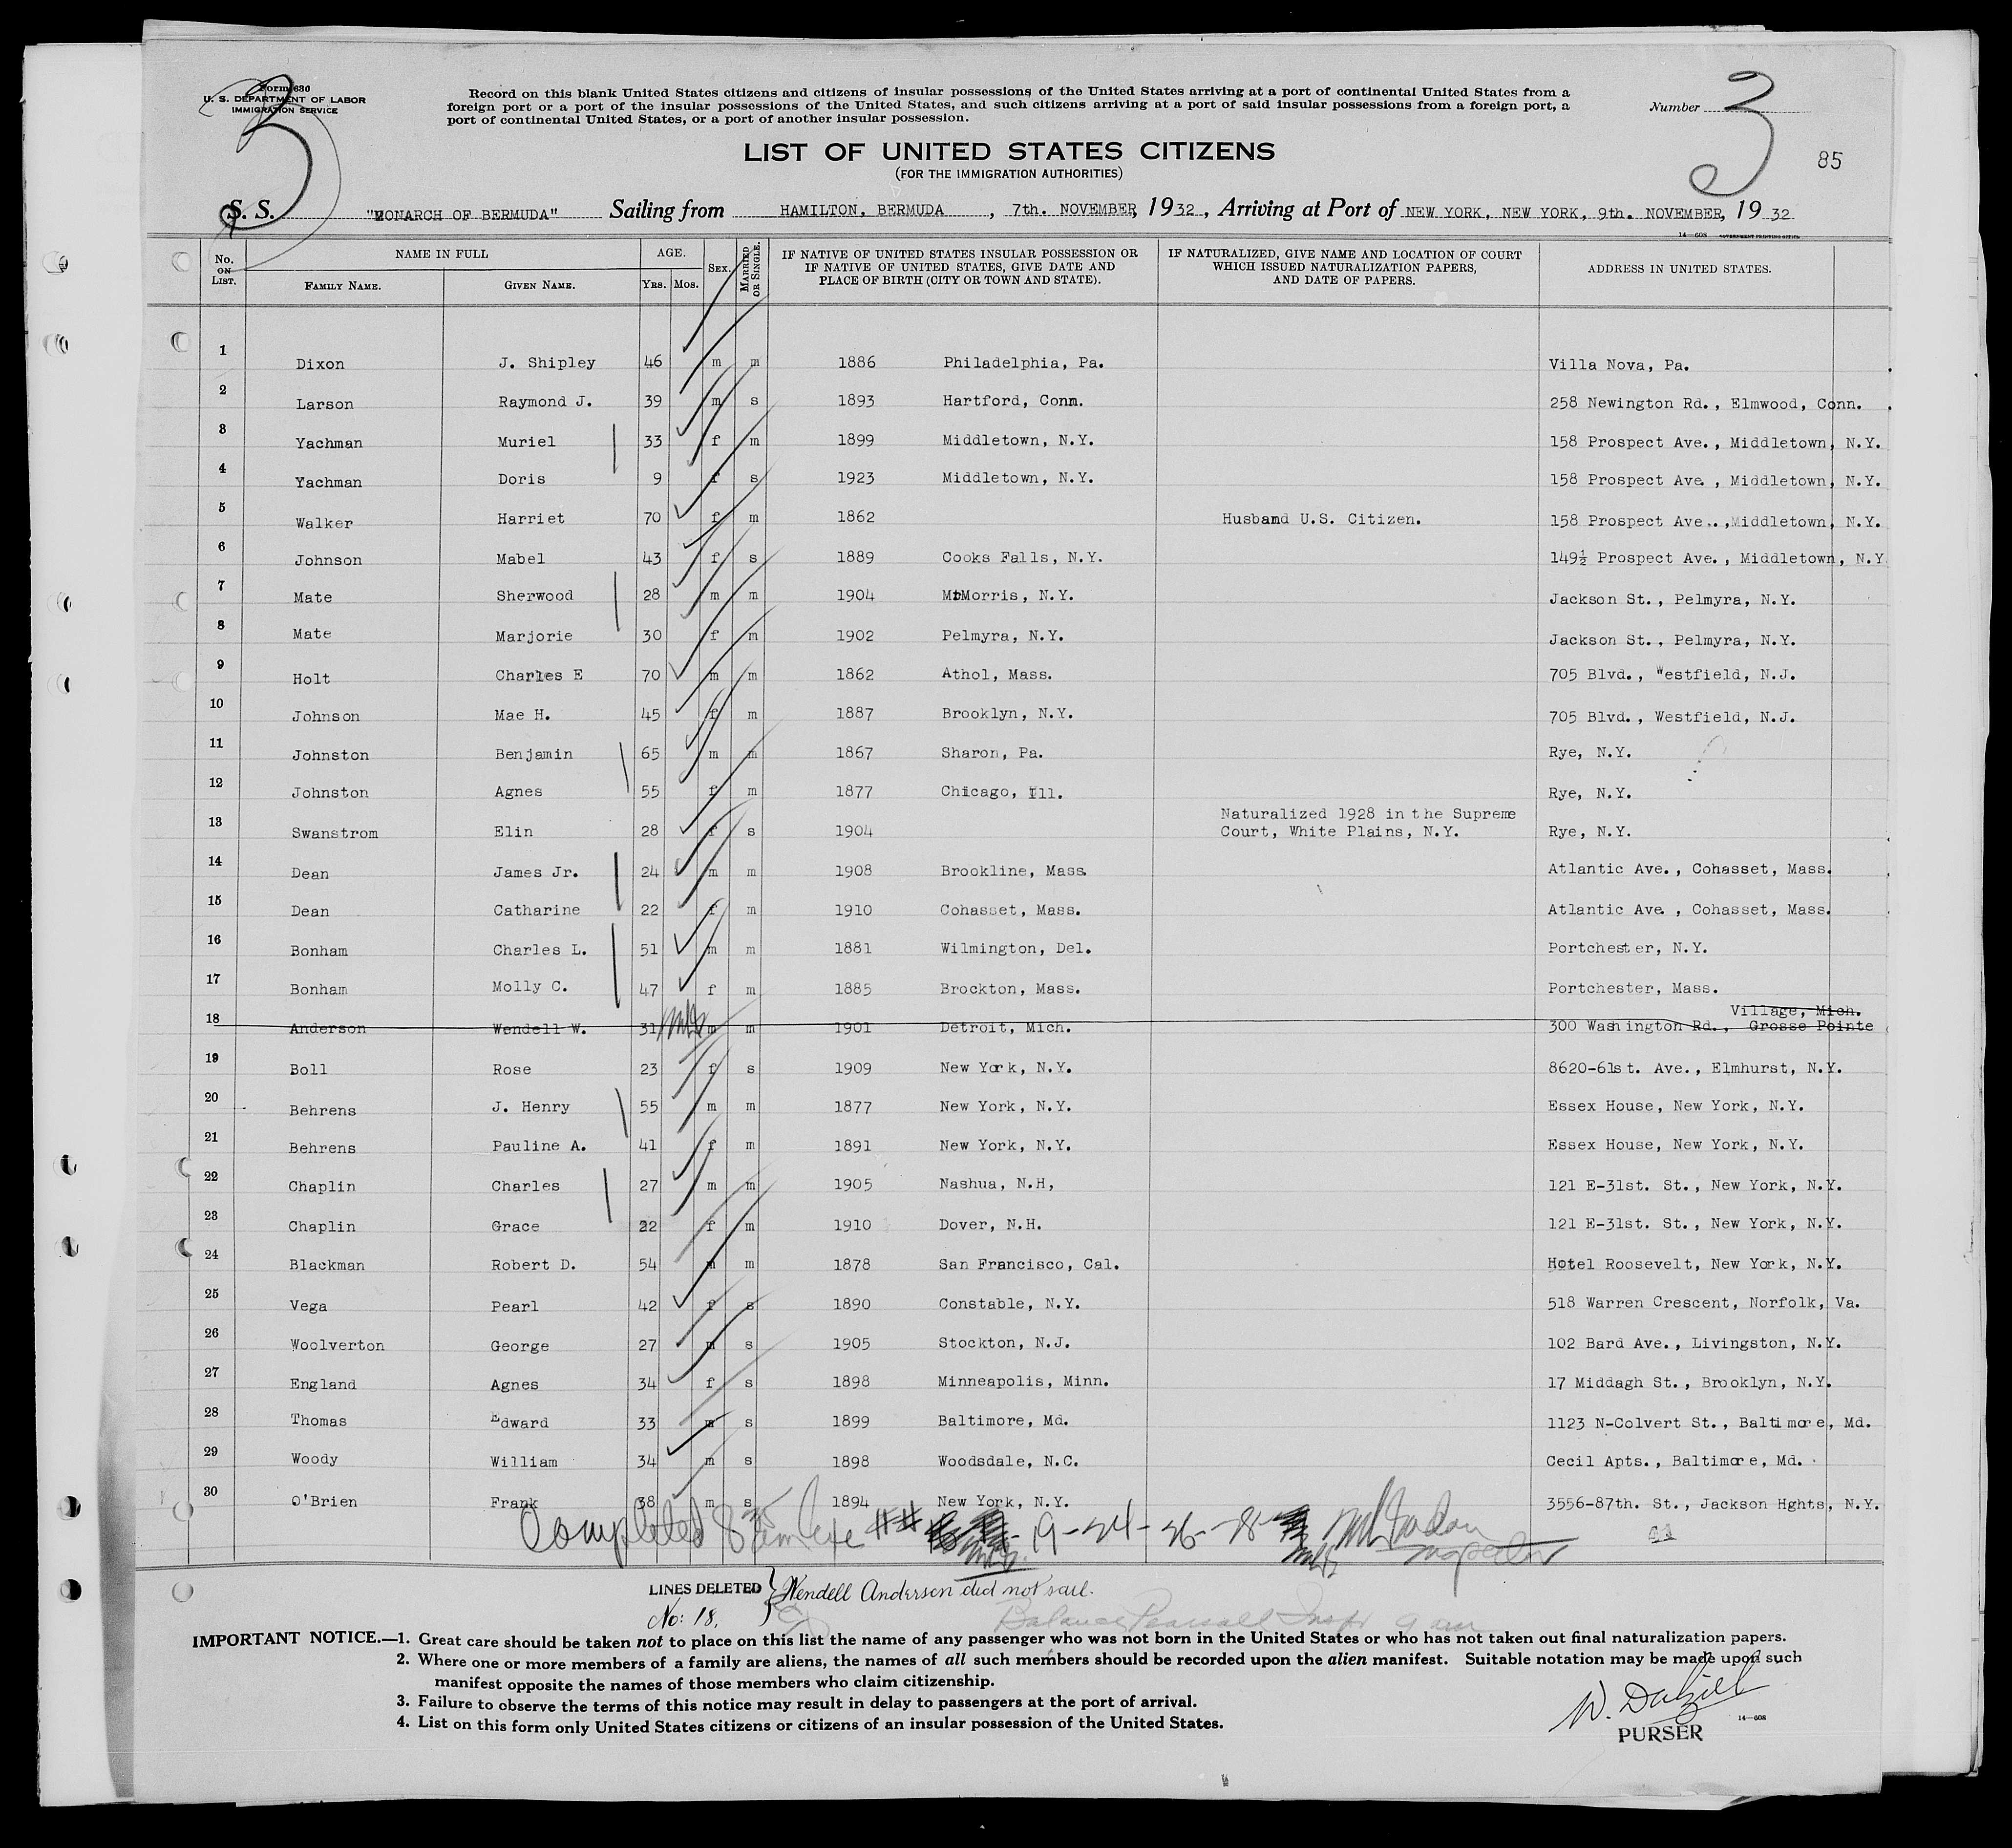 Form 630
U. S. DEPARTMENT OF LABOR
IMMIGRATION SERVICE
3
Record on this blank United States citizens and citizens of insular possessions of the United States arriving at a port of continental United States from a
foreign port or a port of the insular possessions of the United States, and such citizens arriving at a port of said insular possessions from a foreign port, a
port of continental United States, or a port of another insular possession.
Number 3
85
LIST OF UNITED STATES CITIZENS
(FOR THE IMMIGRATION AUTHORITIES)
S. S. "MONARCH OF BERMUDA" Sailing from HAMILTON, BERMUDA, 7th. NOVEMBER, 1932, Arriving at Port of NEW YORK, NEW YORK, 9th. NOVEMBER, 1932
14—608 GOVERNMENT PRINTING OFFICE
No. ON LIST. NAME IN FULL FAMILY NAME. GIVEN NAME. AGE. YRS. MOS. SEX. MARRIED OR SINGLE. IF NATIVE OF UNITED STATES INSULAR POSSESSION OR IF NATIVE OF UNITED STATES, GIVE DATE AND PLACE OF BIRTH (CITY OR TOWN AND STATE). IF NATURALIZED, GIVE NAME AND LOCATION OF COURT WHICH ISSUED NATURALIZATION PAPERS, AND DATE OF PAPERS. ADDRESS IN UNITED STATES.
1 Dixon J. Shipley 46 m m 1886 Philadelphia, Pa. Villa Nova, Pa.
2 Larson Raymond J. 39 m s 1893 Hartford, Conn. 258 Newington Rd., Elmwood, Conn.
3 Yachman Muriel 33 f m 1899 Middletown, N.Y. 158 Prospect Ave., Middletown, N.Y.
4 Yachman Doris 9 f s 1923 Middletown, N.Y. 158 Prospect Ave , Middletown, N.Y.
5 Walker Harriet 70 f m 1862 Husband U.S. Citizen. 158 Prospect Ave..,Middletown, N.Y.
6 Johnson Mabel 43 f s 1889 Cooks Falls, N.Y. 149½ Prospect Ave., Middletown, N.Y
7 Mate Sherwood 28 m m 1904 MtMorris, N.Y. Jackson St., Pelmyra, N.Y.
8 Mate Marjorie 30 f m 1902 Pelmyra, N.Y. Jackson St., Pelmyra, N.Y.
9 Holt Charles E 70 m m 1862 Athol, Mass. 705 Blvd., Westfield, N.J.
10 Johnson Mae H. 45 f m 1887 Brooklyn, N.Y. 705 Blvd., Westfield, N.J.
11 Johnston Benjamin 65 m m 1867 Sharon, Pa. Rye, N.Y.
12 Johnston Agnes 55 f m 1877 Chicago, Ill. Rye, N.Y.
13 Swanstrom Elin 28 f s 1904 Naturalized 1928 in the Supreme Court, White Plains, N.Y. Rye, N.Y.
14 Dean James Jr. 24 m m 1908 Brookline, Mass. Atlantic Ave., Cohasset, Mass.
15 Dean Catharine 22 f m 1910 Cohasset, Mass. Atlantic Ave , Cohasset, Mass.
16 Bonham Charles L. 51 m m 1881 Wilmington, Del. Portchester, N.Y.
17 Bonham Molly C. 47 f m 1885 Brockton, Mass. Portchester, Mass.
18 Anderson Wendell W. 31 m m 1901 Detroit, Mich. 300 Washington Rd., Grosse Pointe Village, Mich.
19 Boll Rose 23 f s 1909 New York, N.Y. 8620-61st. Ave., Elmhurst, N.Y.
20 Behrens J. Henry 55 m m 1877 New York, N.Y. Essex House, New York, N.Y.
21 Behrens Pauline A. 41 f m 1891 New York, N.Y. Essex House, New York, N.Y.
22 Chaplin Charles 27 m m 1905 Nashua, N.H, 121 E-31st. St., New York, N.Y.
23 Chaplin Grace 22 f m 1910 Dover, N.H. 121 E-31st. St., New York, N.Y.
24 Blackman Robert D. 54 m m 1878 San Francisco, Cal. Hotel Roosevelt, New York, N.Y.
25 Vega Pearl 42 f s 1890 Constable, N.Y. 518 Warren Crescent, Norfolk, Va.
26 Woolverton George 27 m s 1905 Stockton, N.J. 102 Bard Ave., Livingston, N.Y.
27 England Agnes 34 f s 1898 Minneapolis, Minn. 17 Middagh St., Brooklyn, N.Y.
28 Thomas Edward 33 m s 1899 Baltimore, Md. 1123 N-Colvert St., Baltimore, Md.
29 Woody William 34 m s 1898 Woodsdale, N.C. Cecil Apts., Baltimore, Md.
30 O'Brien Frank 38 m s 1894 New York, N.Y. 3556-87th. St., Jackson Hghts, N.Y.
Completed ## 19-24-26-28- Inspector
LINES DELETED } Wendell Anderson did not sail.
No: 18.
Balance Pearsall Inspr 9 am
IMPORTANT NOTICE.—1. Great care should be taken not to place on this list the name of any passenger who was not born in the United States or who has not taken out final naturalization papers.
2. Where one or more members of a family are aliens, the names of all such members should be recorded upon the alien manifest. Suitable notation may be made upon such
manifest opposite the names of those members who claim citizenship.
3. Failure to observe the terms of this notice may result in delay to passengers at the port of arrival.
4. List on this form only United States citizens or citizens of an insular possession of the United States.
W. Dalziel
14—608
PURSER